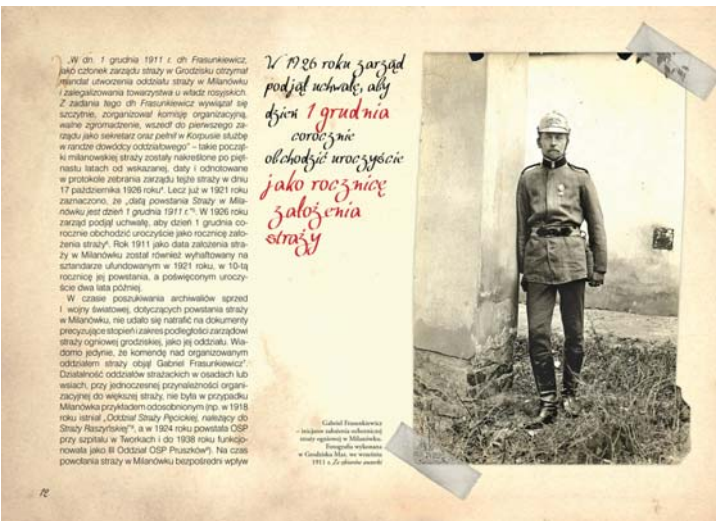 „W dn. 1 grudnia 1911 r. dh Frasunkiewicz,
jako członek zarządu straży w Grodzisku otrzymał
mandat utworzenia oddziału straży w Milanówku
i zalegalizowania towarzystwa u władz rosyjskich.
Z zadania tego dh Frasunkiewicz wywiązał się
szczytnie, zorganizował komisję organizacyjną,
walne zgromadzenie, wszedł do pierwszego za-
rządu jako sekretarz oraz pełnił w Korpusie służbę
w randze dowódcy oddziałowego" – takie począt-
ki milanowskiej straży zostały nakreślone po pięt-
nastu latach od wskazanej, daty i odnotowane
w protokole zebrania zarządu tejże straży w dniu
17 października 1926 roku⁴. Lecz już w 1921 roku
zaznaczono, że „datą powstania Straży w Mila-
nówku jest dzień 1 grudnia 1911 r."⁵. W 1926 roku
zarząd podjął uchwałę, aby dzień 1 grudnia co-
rocznie obchodzić uroczyście jako rocznicę zało-
żenia straży⁶. Rok 1911 jako data założenia stra-
ży w Milanówku został również wyhaftowany na
sztandarze ufundowanym w 1921 roku, w 10-tą
rocznicę jej powstania, a poświęconym uroczy-
ście dwa lata później.
W czasie poszukiwania archiwaliów sprzed
I wojny światowej, dotyczących powstania straży
w Milanówku, nie udało się natrafić na dokumenty
precyzujące stopień i zakres podległości zarządowi
straży ogniowej grodziskiej, jako jej oddziału. Wia-
domo jedynie, że komendę nad organizowanym
oddziałem straży objął Gabriel Frasunkiewicz⁷.
Działalność oddziałów strażackich w osadach lub
wsiach, przy jednoczesnej przynależności organi-
zacyjnej do większej straży, nie była w przypadku
Milanówka przykładem odosobnionym (np. w 1918
roku istniał „Oddział Straży Pęcickiej, należący do
Straży Raszyńskiej"⁸, a w 1924 roku powstała OSP
przy szpitalu w Tworkach i do 1938 roku funkcjo-
nowała jako III Oddział OSP Pruszków⁹). Na czas
powołania straży w Milanówku bezpośredni wpływ
W 1926 roku zarząd
podjął uchwałę, aby
dzień 1 grudnia
corocznie
obchodzić uroczyście
jako rocznicę
założenia
straży
Gabriel Frasunkiewicz
– inicjator założenia ochotniczej
straży ogniowej w Milanówku.
Fotografia wykonana
w Grodzisku Maz. we wrześniu
1911 r. Ze zbiorów autorki
12